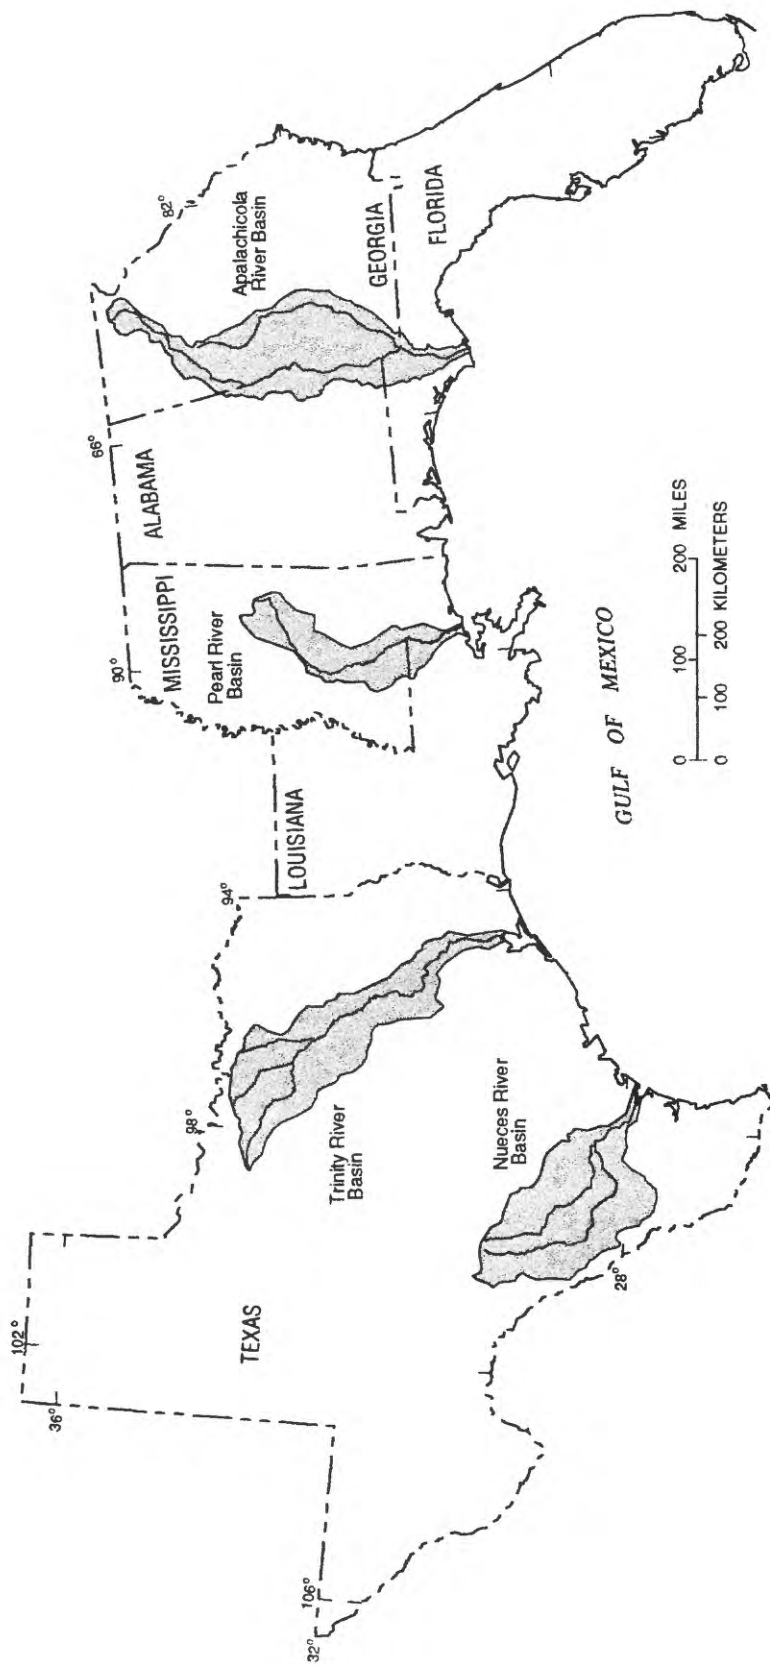 102°
36°
TEXAS
106°
32°
98°
94°
Trinity River
Basin
Nueces River
Basin
28°
LOUISIANA
90°
MISSISSIPPI
Pearl River
Basin
66°
ALABAMA
82°
Apalachicola
River Basin
GEORGIA
FLORIDA
GULF OF MEXICO
0 100 200 MILES
0 100 200 KILOMETERS